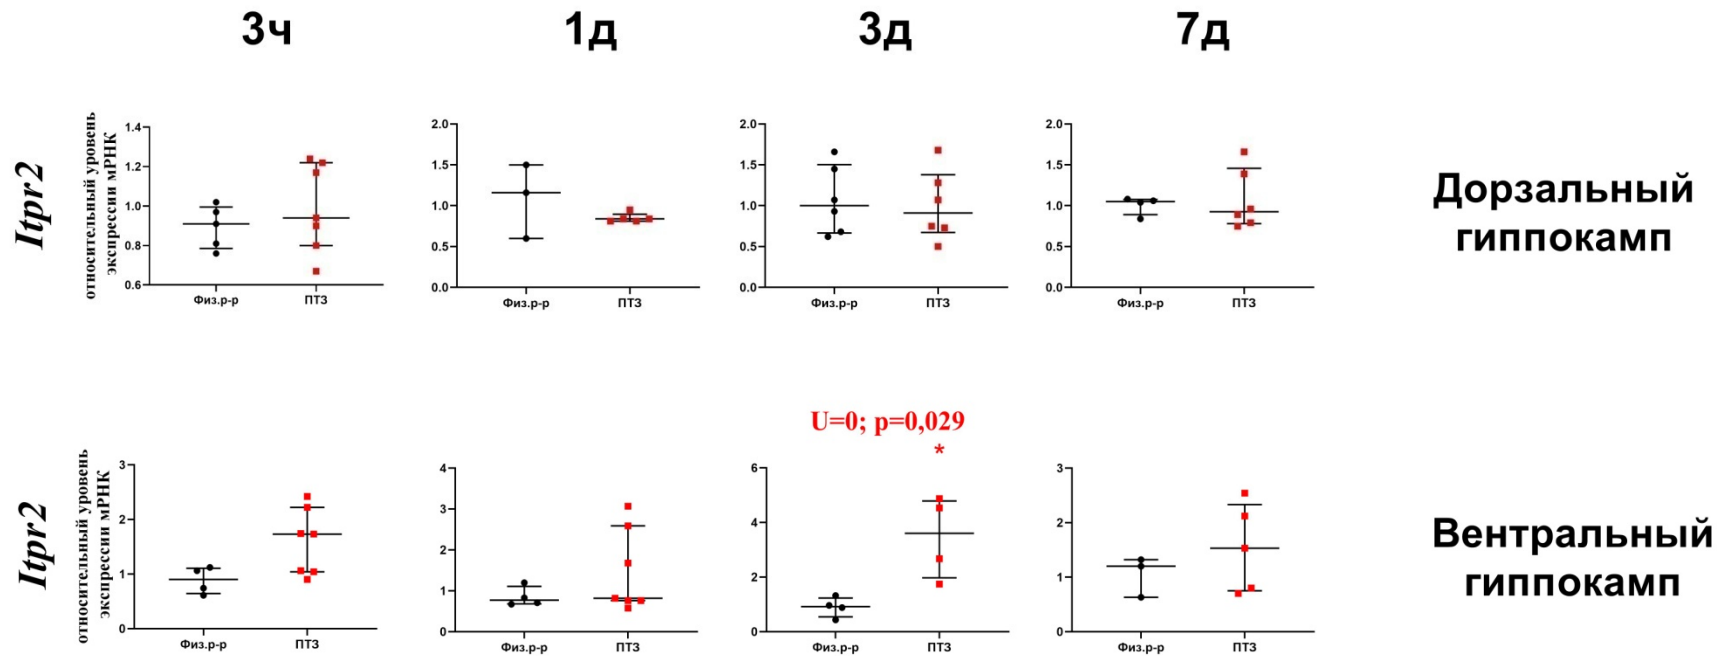 3ч
1д
3д
7д
Itpr2
относительный уровень
экспрессии мРНК
1.4
1.2
1.0
0.8
0.6
Физ.р-р
ПТЗ
2.0
1.5
1.0
0.5
0.0
Физ.р-р
ПТЗ
2.0
1.5
1.0
0.5
0.0
Физ.р-р
ПТЗ
2.0
1.5
1.0
0.5
0.0
Физ.р-р
ПТЗ
Дорзальный
гиппокамп
Itpr2
относительный уровень
экспрессии мРНК
3
2
1
0
Физ.р-р
ПТЗ
4
3
2
1
0
Физ.р-р
ПТЗ
U=0; p=0,029
*
6
4
2
0
Физ.р-р
ПТЗ
3
2
1
0
Физ.р-р
ПТЗ
Вентральный
гиппокамп